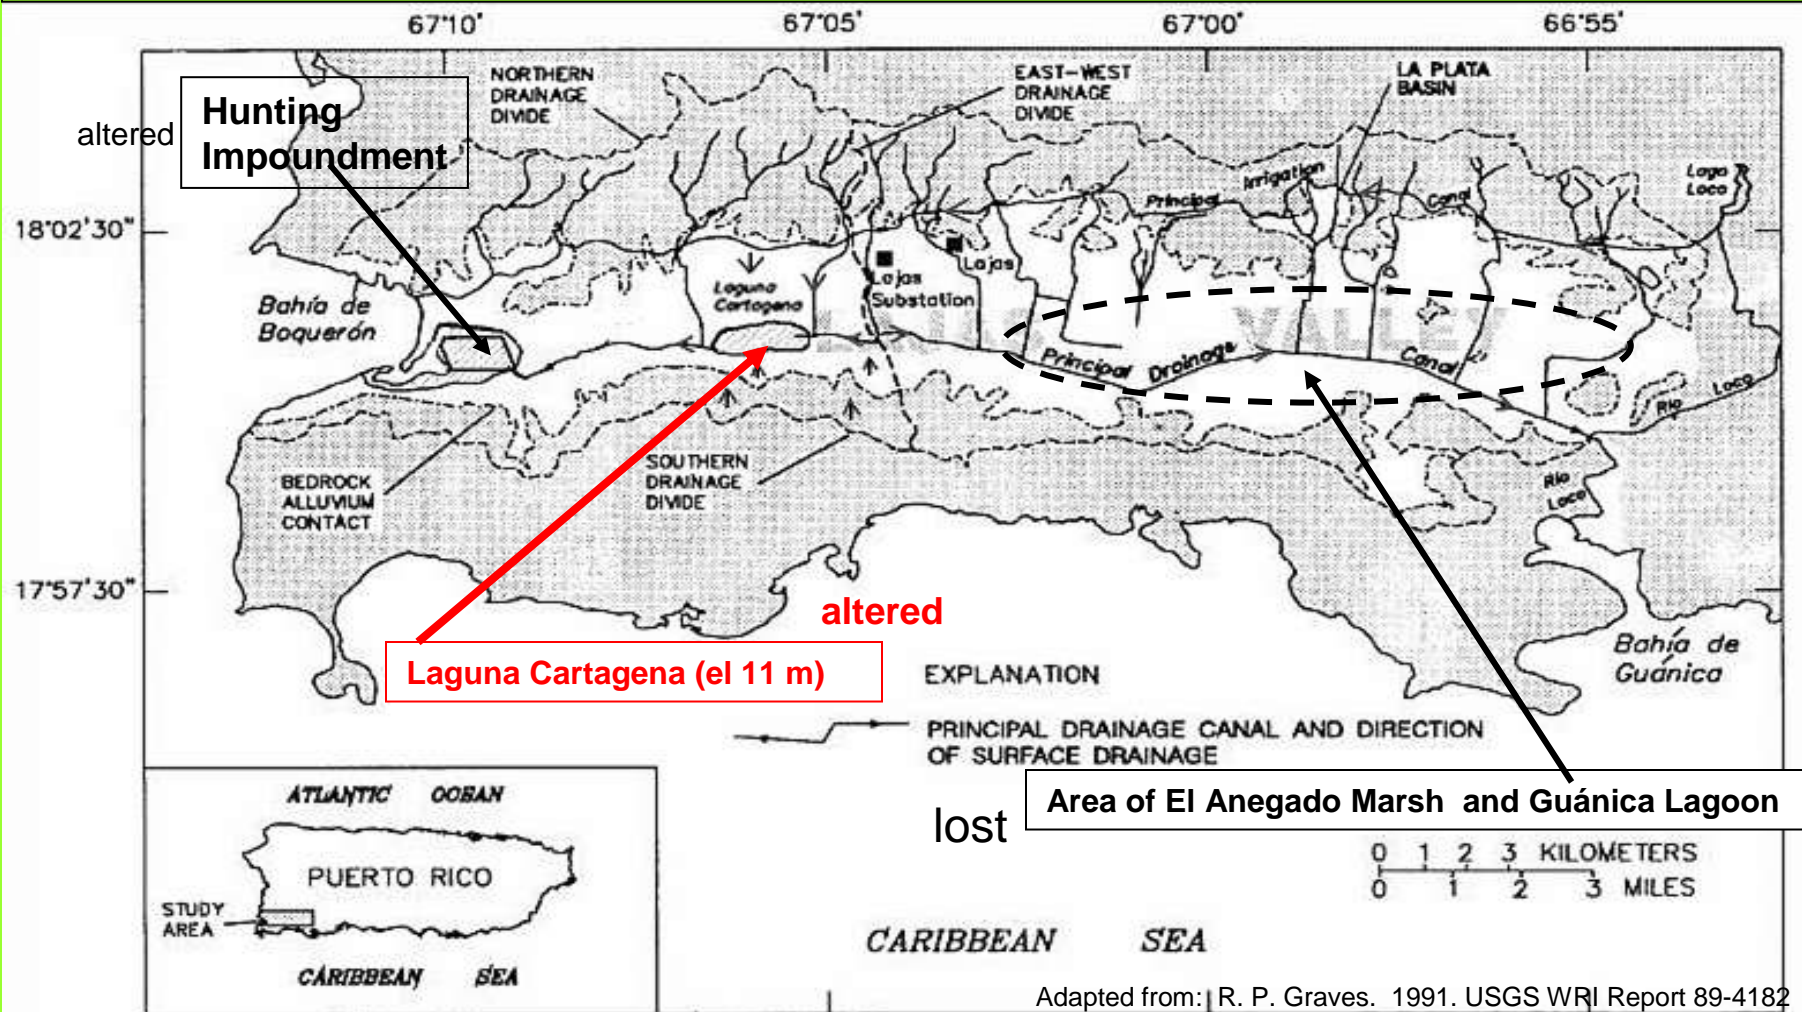 67°10'
67°05'
67°00'
66°55'
NORTHERN
DRAINAGE
DIVIDE
EAST-WEST
DRAINAGE
DIVIDE
LA PLATA
BASIN
altered
Hunting
Impoundment
Principal Irrigation Canal
Lago
Loco
18°02'30"
Lajas
Lajas
Substation
Laguna
Cartagena
Bahía de
Boquerón
LAJAS VALLEY
Principal Drainage Canal
Río Loco
BEDROCK
ALLUVIUM
CONTACT
SOUTHERN
DRAINAGE
DIVIDE
Río
Loco
17°57'30"
altered
Laguna Cartagena (el 11 m)
Bahía de
Guánica
EXPLANATION
PRINCIPAL DRAINAGE CANAL AND DIRECTION
OF SURFACE DRAINAGE
lost
Area of El Anegado Marsh and Guánica Lagoon
0 1 2 3 KILOMETERS
0 1 2 3 MILES
ATLANTIC OCEAN
PUERTO RICO
STUDY
AREA
CARIBBEAN SEA
CARIBBEAN SEA
Adapted from: R. P. Graves. 1991. USGS WRI Report 89-4182